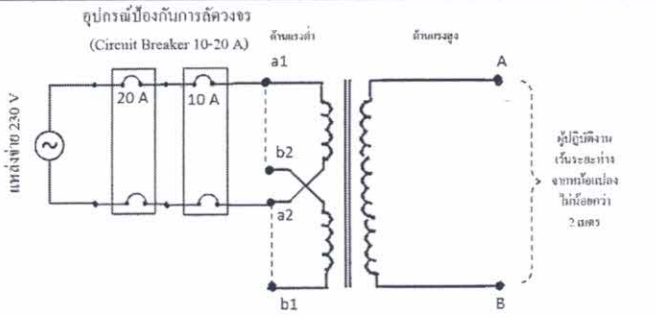 อุปกรณ์ป้องกันการลัดวงจร
(Circuit Breaker 10-20 A)
ด้านแรงต่ำ
ด้านแรงสูง
a1
A
20 A
10 A
แหล่งจ่าย 230 V
b2
a2
ผู้ปฏิบัติงาน
เว้นระยะห่าง
จากหม้อแปลง
ไม่น้อยกว่า
2 เมตร
b1
B